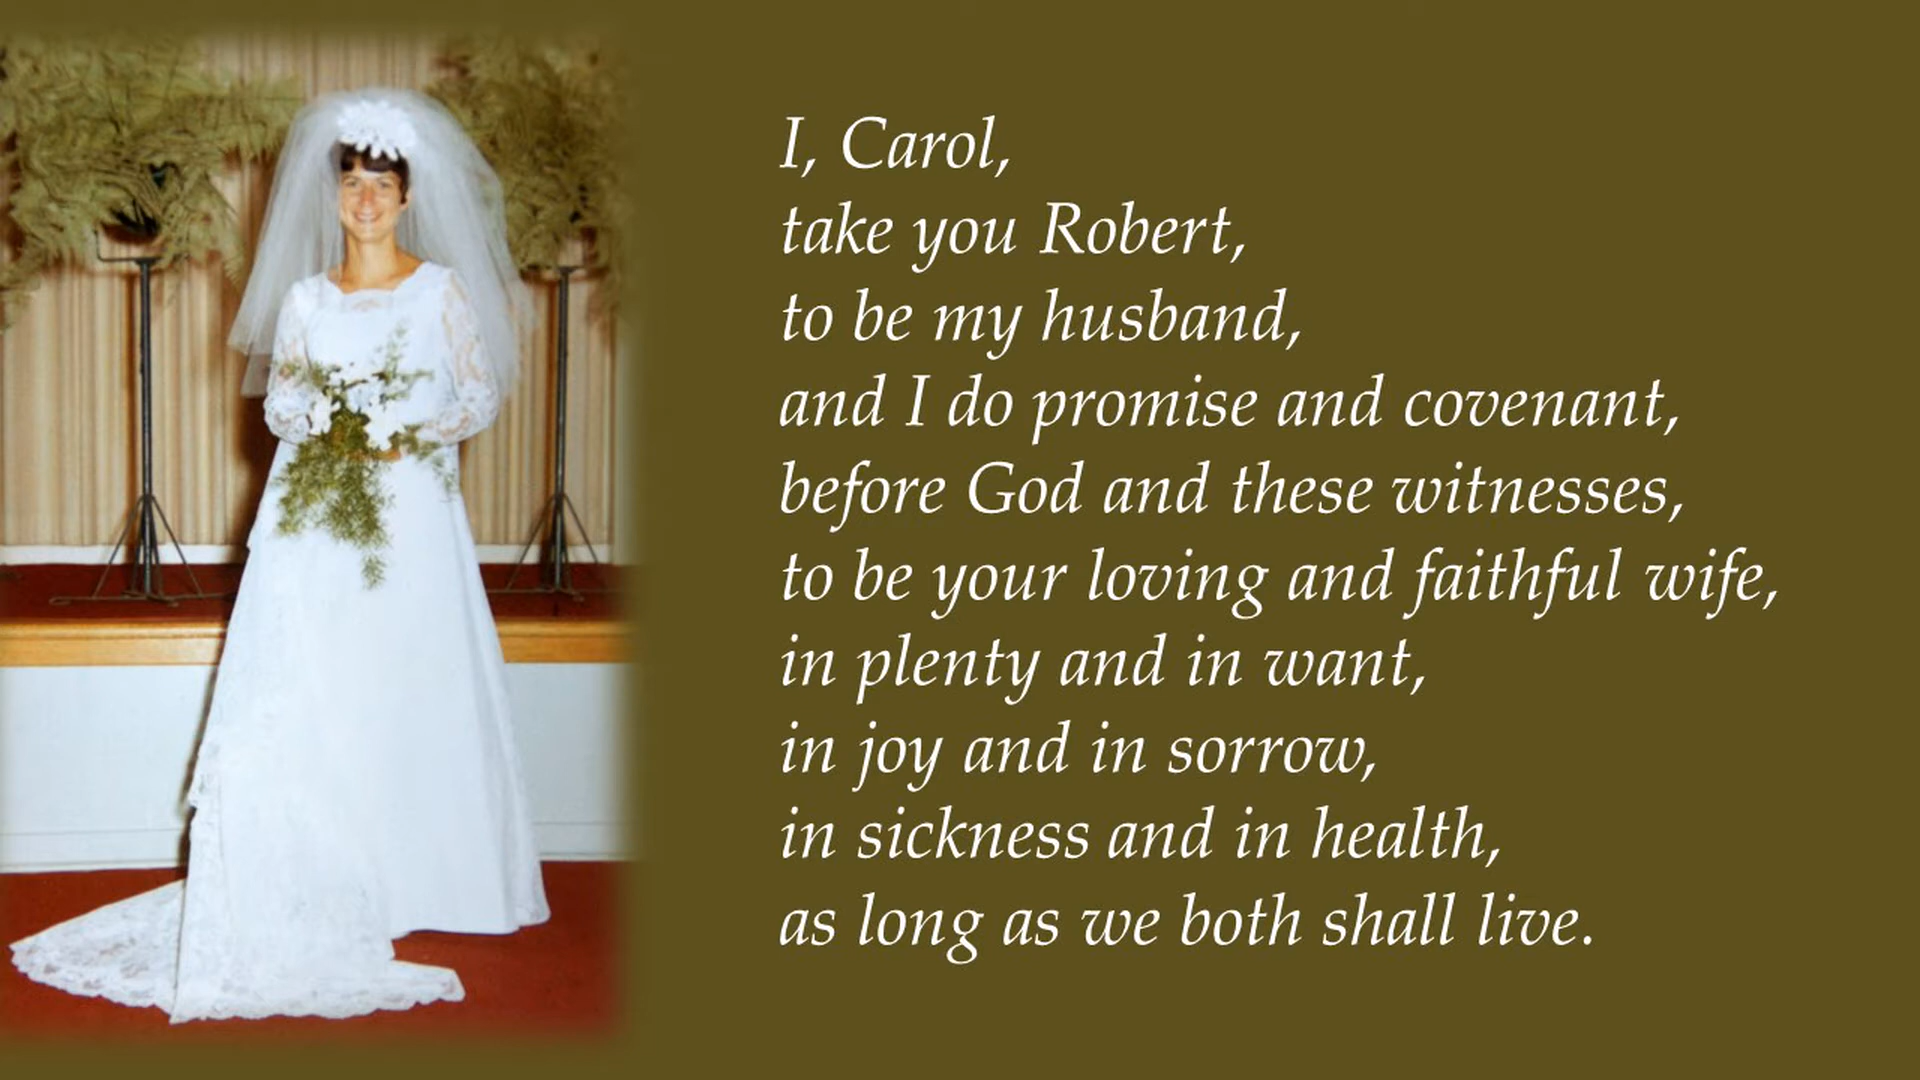 I, Carol,
take you Robert,
to be my husband,
and I do promise and covenant,
before God and these witnesses,
to be your loving and faithful wife,
in plenty and in want,
in joy and in sorrow,
in sickness and in health,
as long as we both shall live.